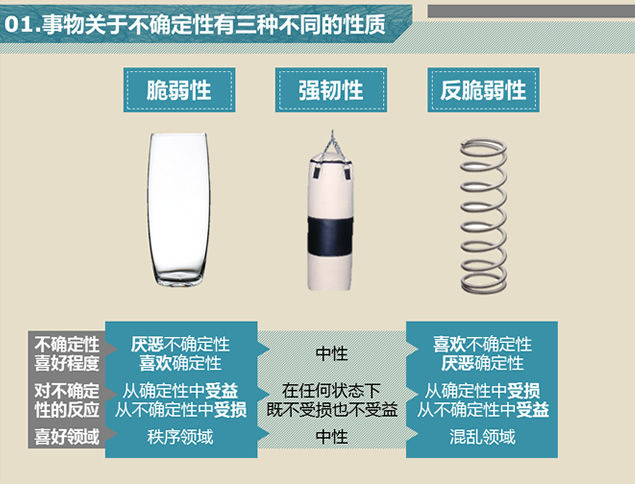 01.事物关于不确定性有三种不同的性质
脆弱性
强韧性
反脆弱性
不确定性
喜好程度
厌恶不确定性
喜欢确定性
中性
喜欢不确定性
厌恶确定性
对不确定
性的反应
从确定性中受益
从不确定性中受损
在任何状态下
既不受损也不受益
从确定性中受损
从不确定中受益
喜好领域
秩序领域
中性
混乱领域